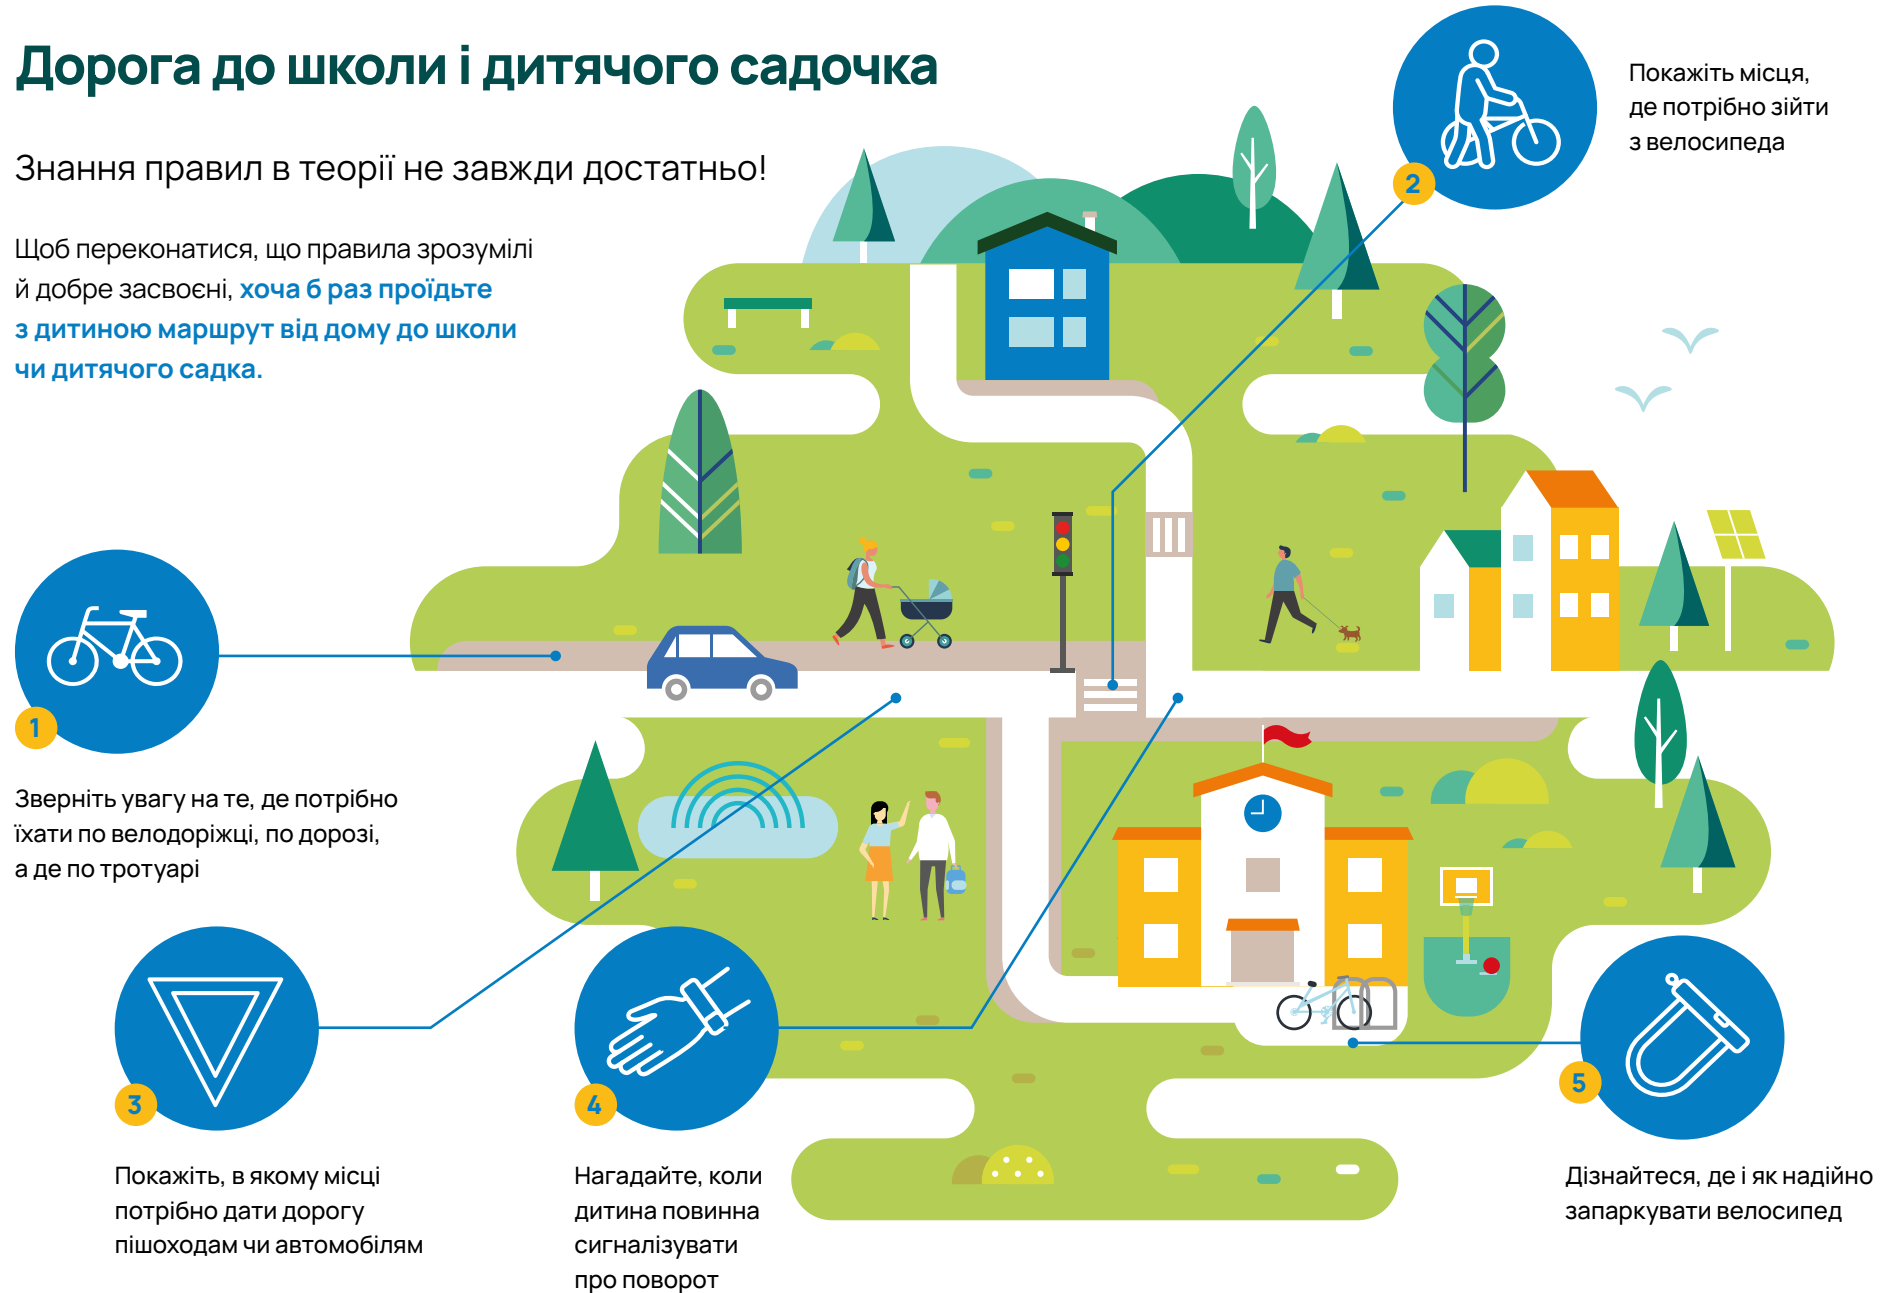 Дорога до школи і дитячого садочка
Знання правил в теорії не завжди достатньо!
Щоб переконатися, що правила зрозумілі
й добре засвоєні, хоча б раз проїдьте
з дитиною маршрут від дому до школи
чи дитячого садка.
1
Зверніть увагу на те, де потрібно
їхати по велодоріжці, по дорозі,
а де по тротуарі
2
Покажіть місця,
де потрібно зійти
з велосипеда
3
Покажіть, в якому місці
потрібно дати дорогу
пішоходам чи автомобілям
4
Нагадайте, коли
дитина повинна
сигналізувати
про поворот
5
Дізнайтеся, де і як надійно
запаркувати велосипед